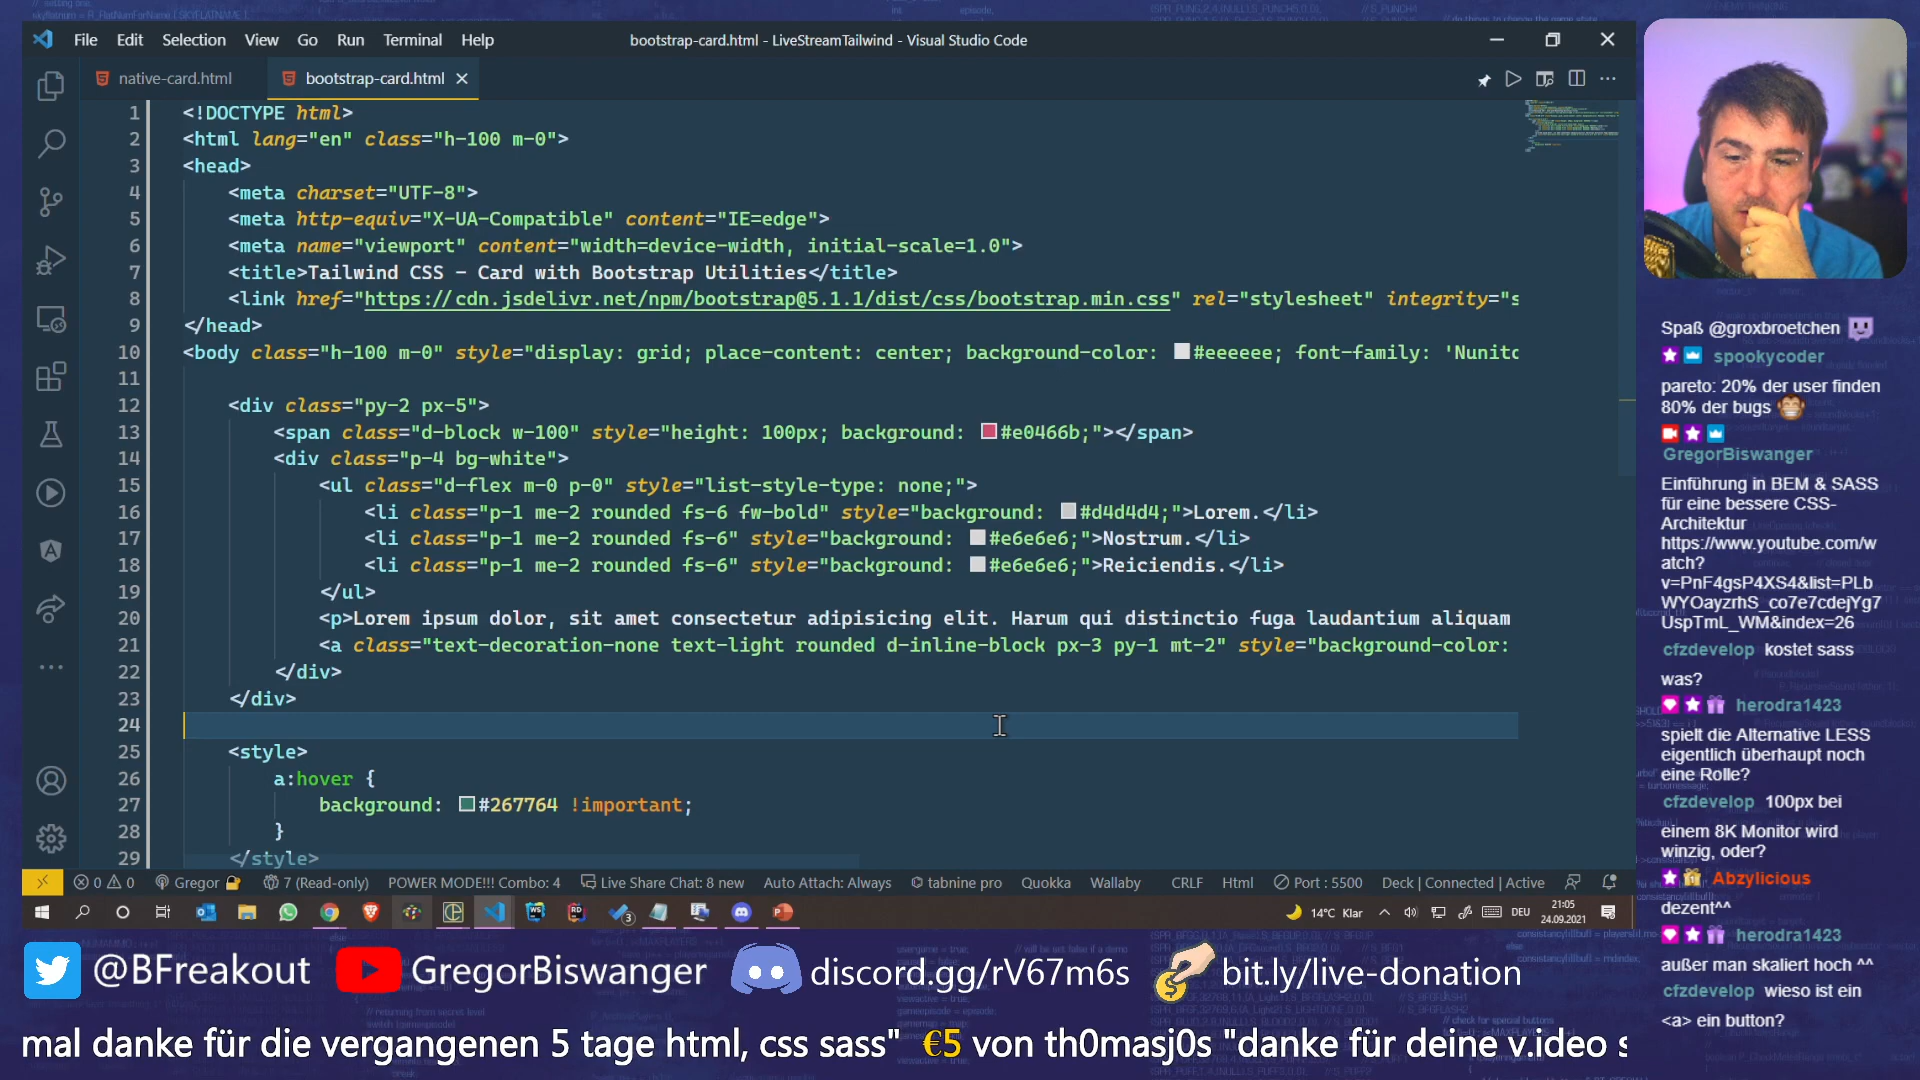 File Edit Selection View Go Run Terminal Help
bootstrap-card.html - LiveStreamTailwind - Visual Studio Code
native-card.html
bootstrap-card.html
1 <!DOCTYPE html>
2 <html lang="en" class="h-100 m-0">
3 <head>
4 <meta charset="UTF-8">
5 <meta http-equiv="X-UA-Compatible" content="IE=edge">
6 <meta name="viewport" content="width=device-width, initial-scale=1.0">
7 <title>Tailwind CSS - Card with Bootstrap Utilities</title>
8 <link href="https://cdn.jsdelivr.net/npm/bootstrap@5.1.1/dist/css/bootstrap.min.css" rel="stylesheet" integrity="s
9 </head>
10 <body class="h-100 m-0" style="display: grid; place-content: center; background-color: #eeeeee; font-family: 'Nunito
11
12 <div class="py-2 px-5">
13 <span class="d-block w-100" style="height: 100px; background: #e0466b;"></span>
14 <div class="p-4 bg-white">
15 <ul class="d-flex m-0 p-0" style="list-style-type: none;">
16 <li class="p-1 me-2 rounded fs-6 fw-bold" style="background: #d4d4d4;">Lorem.</li>
17 <li class="p-1 me-2 rounded fs-6" style="background: #e6e6e6;">Nostrum.</li>
18 <li class="p-1 me-2 rounded fs-6" style="background: #e6e6e6;">Reiciendis.</li>
19 </ul>
20 <p>Lorem ipsum dolor, sit amet consectetur adipisicing elit. Harum qui distinctio fuga laudantium aliquam
21 <a class="text-decoration-none text-light rounded d-inline-block px-3 py-1 mt-2" style="background-color:
22 </div>
23 </div>
24
25 <style>
26 a:hover {
27 background: #267764 !important;
28 }
29 </style>
0 0 Gregor 7 (Read-only) POWER MODE!!! Combo: 4 Live Share Chat: 8 new Auto Attach: Always tabnine pro Quokka Wallaby CRLF Html Port : 5500 Deck | Connected | Active
3
14°C Klar DEU
21:05
24.09.2021
Spaß @groxbroetchen
spookycoder
pareto: 20% der user finden
80% der bugs
GregorBiswanger
Einführung in BEM & SASS
für eine bessere CSS-
Architektur
https://www.youtube.com/w
atch?
v=PnF4gsP4XS4&list=PLb
WYOayzrhS_co7e7cdejYg7
UspTmL_WM&index=26
cfzdevelop kostet sass
was?
herodra1423
spielt die Alternative LESS
eigentlich überhaupt noch
eine Rolle?
cfzdevelop 100px bei
einem 8K Monitor wird
winzig, oder?
Abzylicious
dezent^^
herodra1423
außer man skaliert hoch ^^
cfzdevelop wieso ist ein
<a> ein button?
@BFreakout GregorBiswanger discord.gg/rV67m6s bit.ly/live-donation
mal danke für die vergangenen 5 tage html, css sass" €5 von th0masj0s "danke für deine v.ideo s